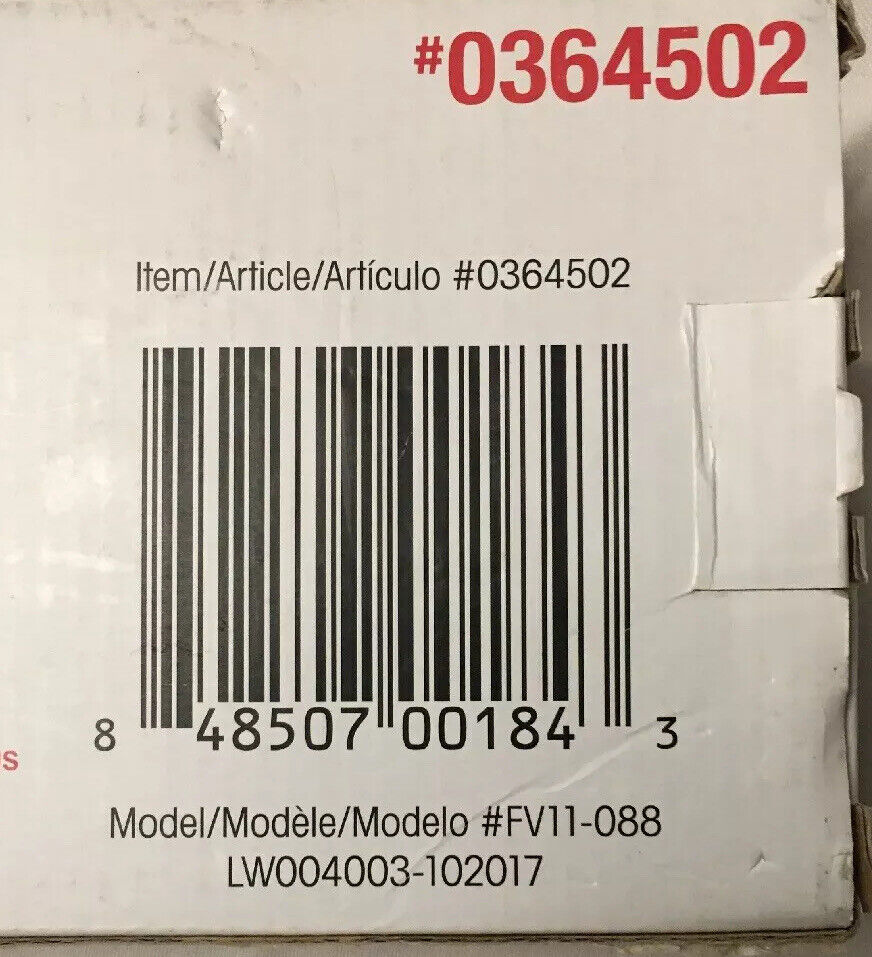 #0364502
Item/Article/Artículo #0364502
8 48507 00184 3
Model/Modèle/Modelo #FV11-088
LW004003-102017